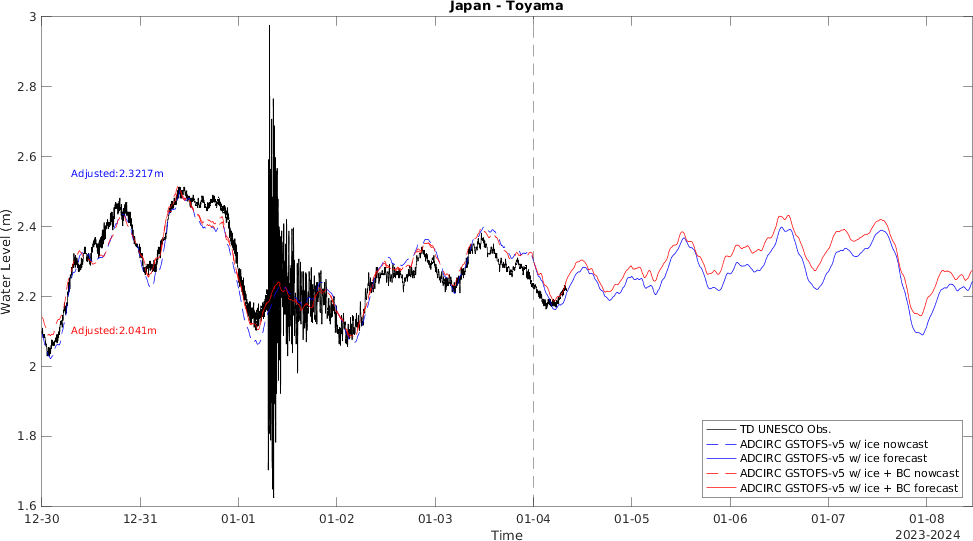 Japan - Toyama
3
2.8
2.6
2.4
2.2
2
1.8
1.6
Water Level (m)
Adjusted:2.3217m
Adjusted:2.041m
TD UNESCO Obs.
ADCIRC GSTOFS-v5 w/ ice nowcast
ADCIRC GSTOFS-v5 w/ ice forecast
ADCIRC GSTOFS-v5 w/ ice + BC nowcast
ADCIRC GSTOFS-v5 w/ ice + BC forecast
12-30 12-31 01-01 01-02 01-03 01-04 01-05 01-06 01-07 01-08
Time
2023-2024